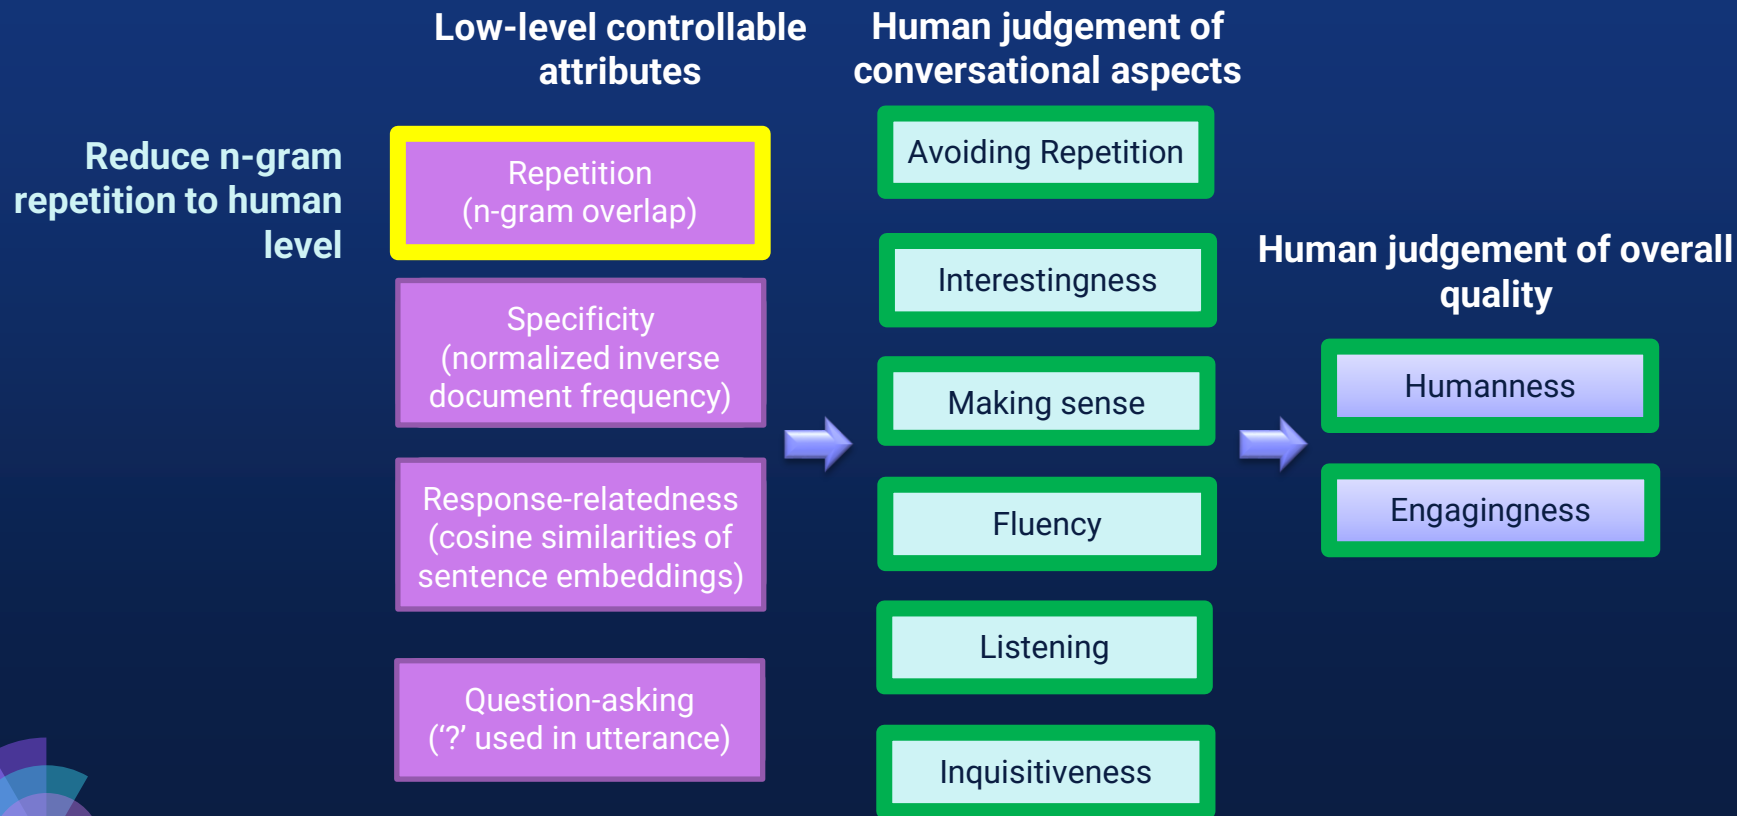 Low-level controllable
attributes
Human judgement of
conversational aspects
Reduce n-gram
repetition to human
level
Repetition
(n-gram overlap)
Specificity
(normalized inverse
document frequency)
Response-relatedness
(cosine similarities of
sentence embeddings)
Question-asking
(‘?’ used in utterance)
Avoiding Repetition
Interestingness
Making sense
Fluency
Listening
Inquisitiveness
Human judgement of overall
quality
Humanness
Engagingness